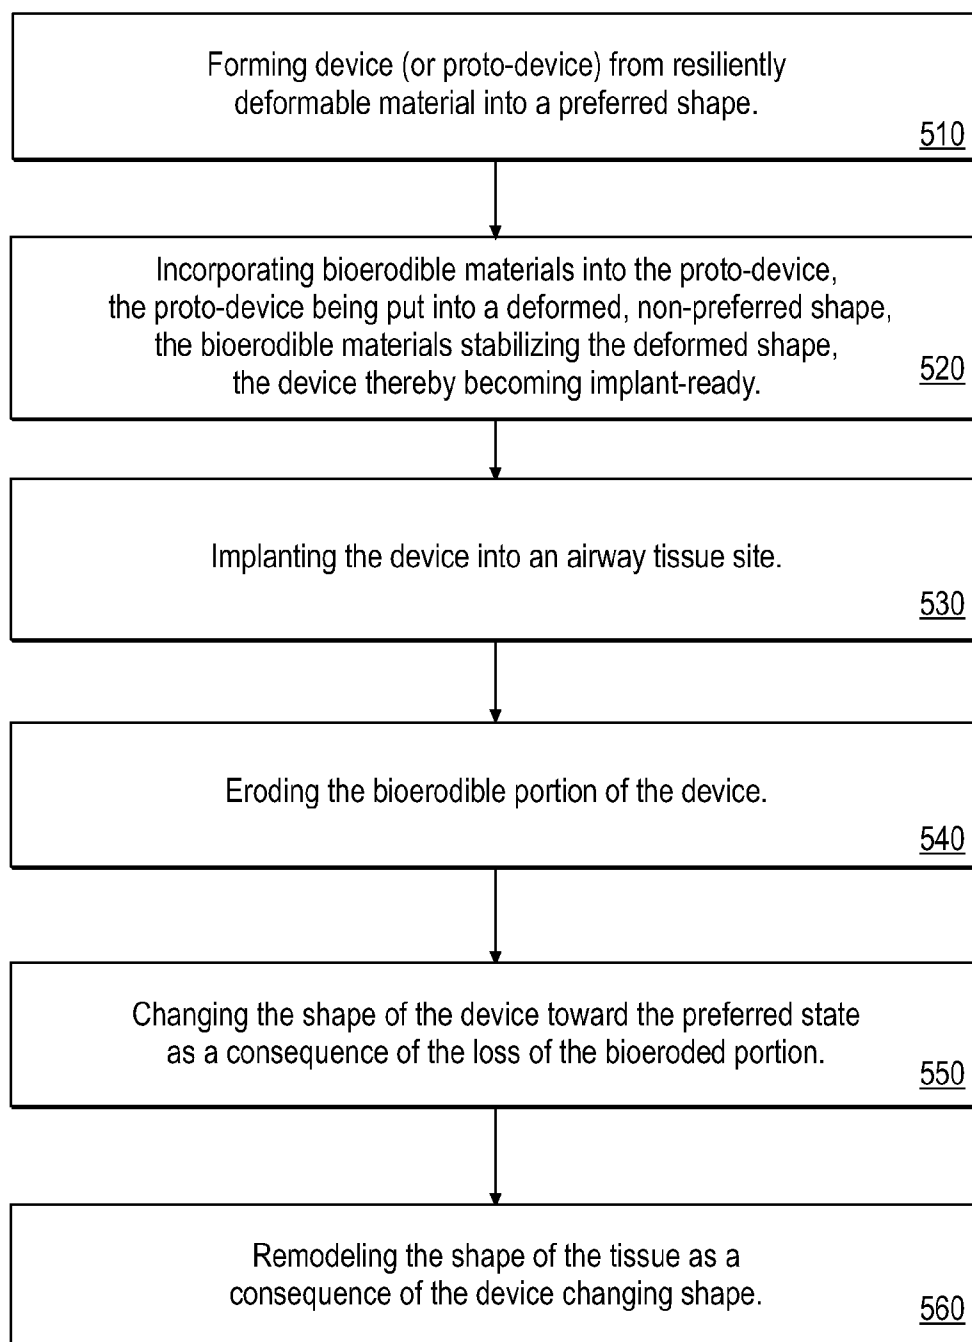 Forming device (or proto-device) from resiliently
deformable material into a preferred shape.
510
Incorporating bioerodible materials into the proto-device,
the proto-device being put into a deformed, non-preferred shape,
the bioerodible materials stabilizing the deformed shape,
the device thereby becoming implant-ready.
520
Implanting the device into an airway tissue site.
530
Eroding the bioerodible portion of the device.
540
Changing the shape of the device toward the preferred state
as a consequence of the loss of the bioeroded portion.
550
Remodeling the shape of the tissue as a
consequence of the device changing shape.
560